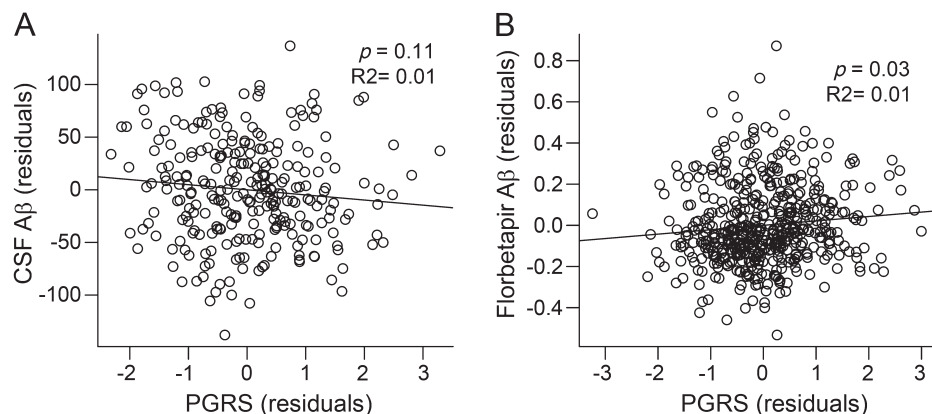 A
p = 0.11
R2= 0.01
CSF Aβ (residuals)
100
50
0
-50
-100
-2 -1 0 1 2 3
PGRS (residuals)
B
p = 0.03
R2= 0.01
Florbetapir Aβ (residuals)
0.8
0.6
0.4
0.2
0.0
-0.2
-0.4
-3 -2 -1 0 1 2 3
PGRS (residuals)